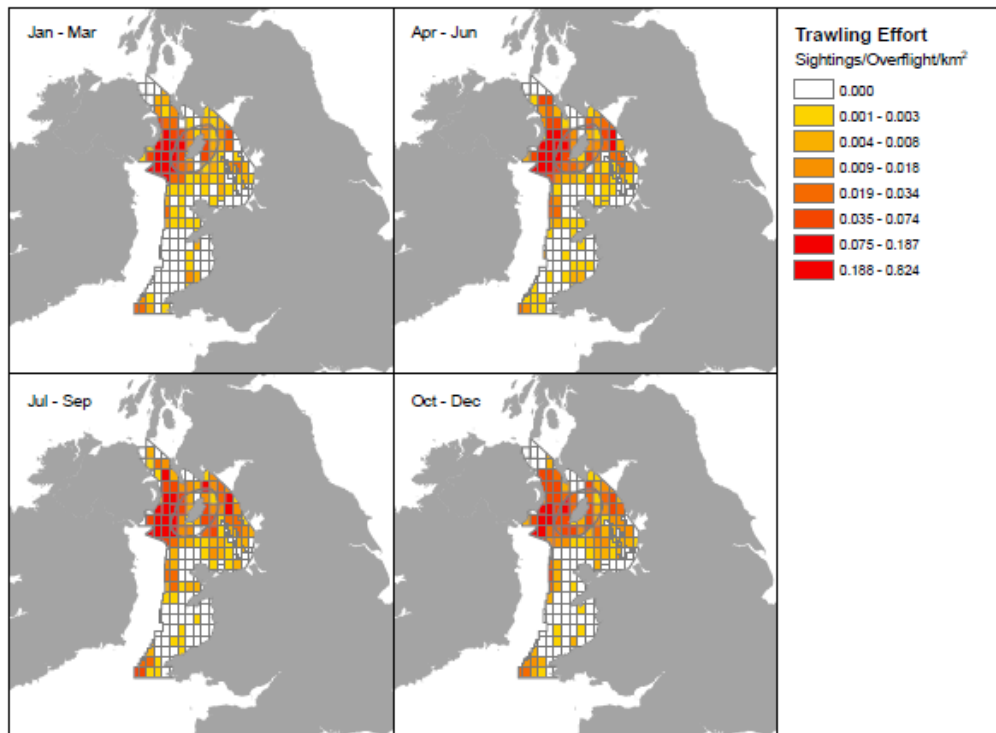 Jan - Mar
Apr - Jun
Trawling Effort
Sightings/Overflight/km²
0.000
0.001 - 0.003
0.004 - 0.008
0.009 - 0.018
0.019 - 0.034
0.035 - 0.074
0.075 - 0.187
0.188 - 0.824
Jul - Sep
Oct - Dec